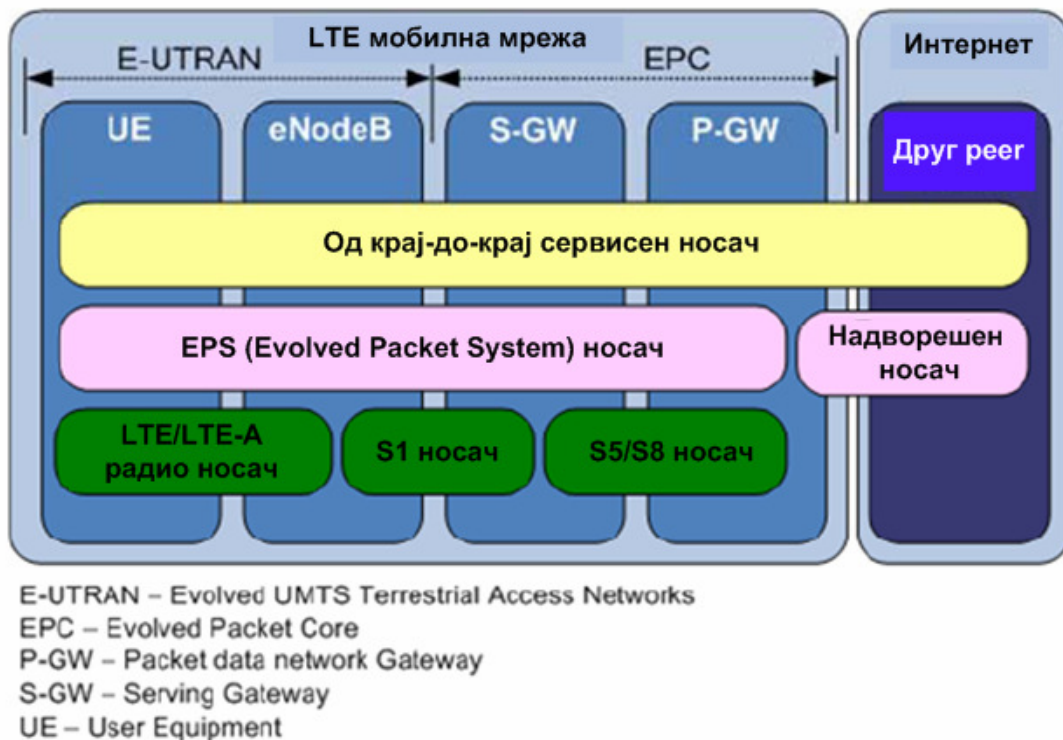 LTE мобилна мрежа
Интернет
E-UTRAN
EPC
UE
eNodeB
S-GW
P-GW
Друг peer
Од крај-до-крај сервисен носач
EPS (Evolved Packet System) носач
Надворешен
носач
LTE/LTE-A
радио носач
S1 носач
S5/S8 носач
E-UTRAN – Evolved UMTS Terrestrial Access Networks
EPC – Evolved Packet Core
P-GW – Packet data network Gateway
S-GW – Serving Gateway
UE – User Equipment